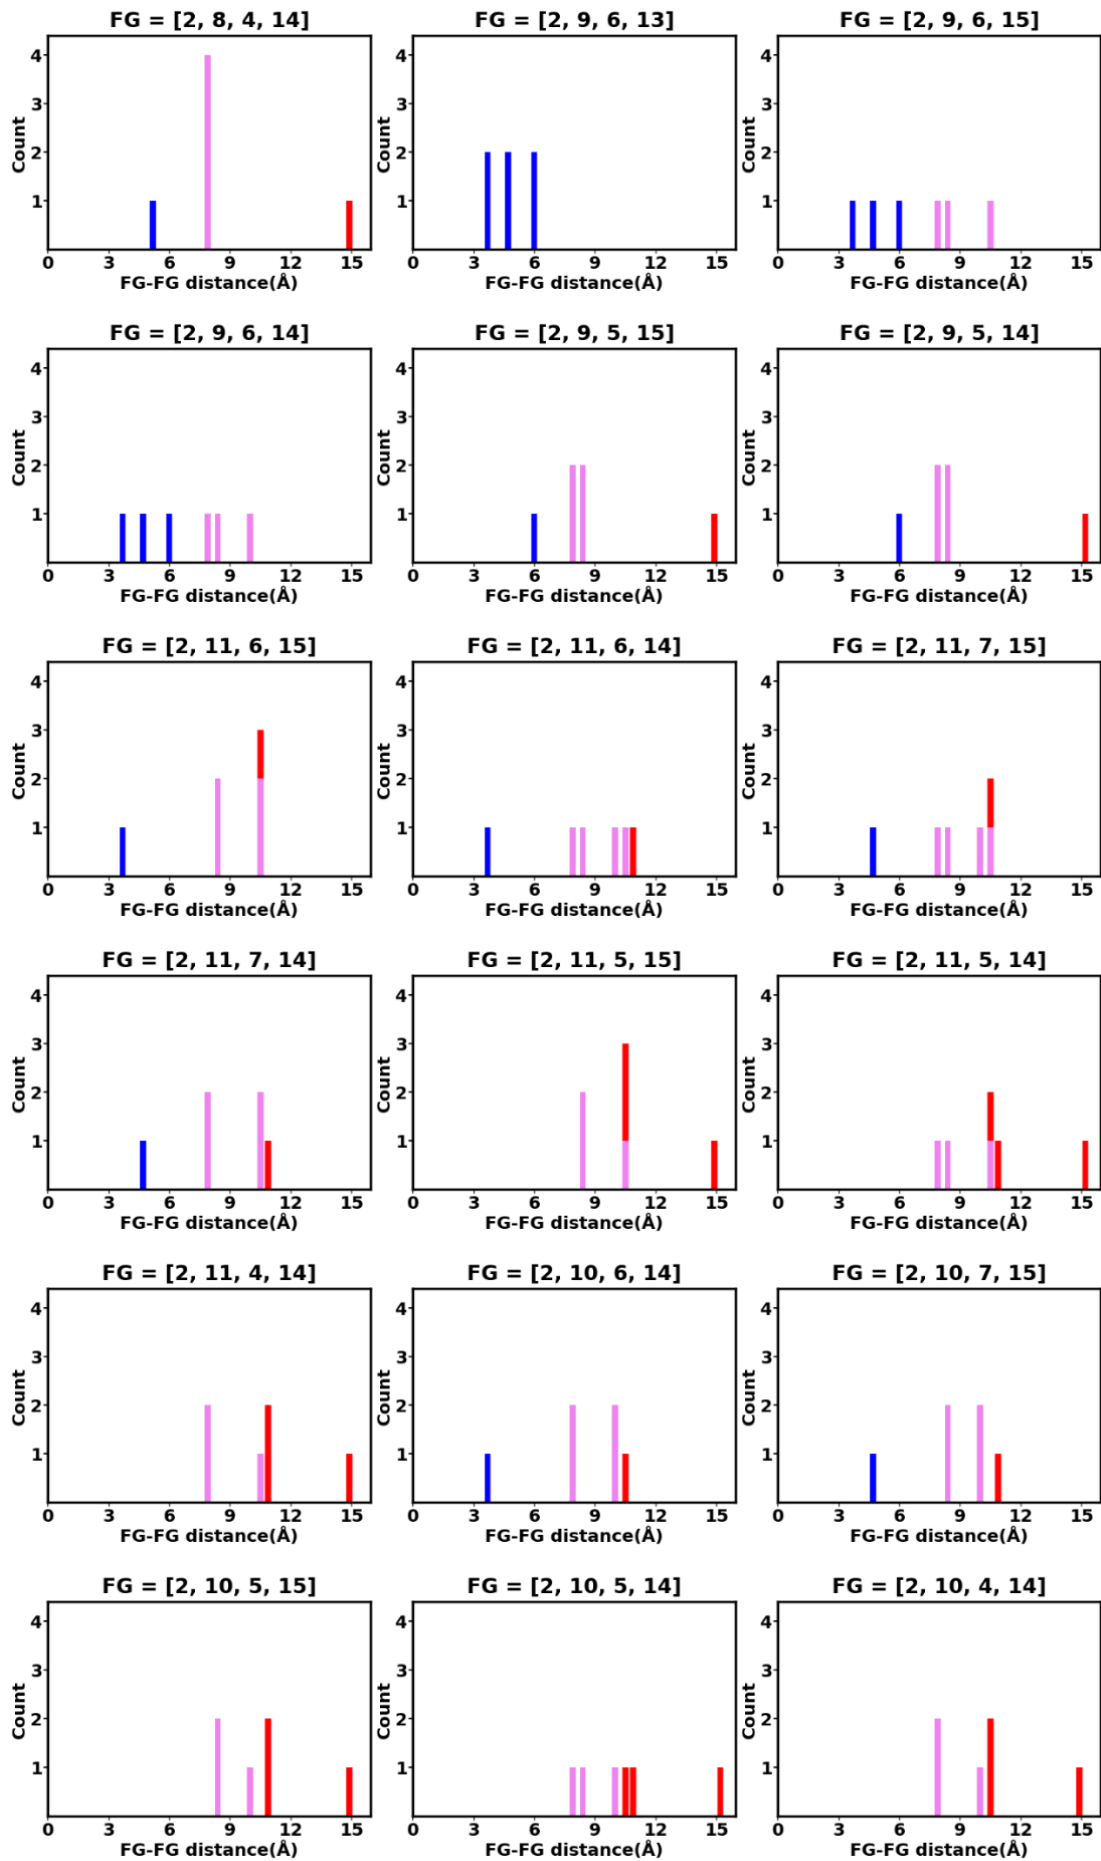 FG = [2, 8, 4, 14] FG = [2, 9, 6, 13] FG = [2, 9, 6, 15]
4 4 4
3 3 3
2 2 2
1 1 1
Count Count Count
0 3 6 9 12 15 0 3 6 9 12 15 0 3 6 9 12 15
FG-FG distance(Å) FG-FG distance(Å) FG-FG distance(Å)
FG = [2, 9, 6, 14] FG = [2, 9, 5, 15] FG = [2, 9, 5, 14]
4 4 4
3 3 3
2 2 2
1 1 1
Count Count Count
0 3 6 9 12 15 0 3 6 9 12 15 0 3 6 9 12 15
FG-FG distance(Å) FG-FG distance(Å) FG-FG distance(Å)
FG = [2, 11, 6, 15] FG = [2, 11, 6, 14] FG = [2, 11, 7, 15]
4 4 4
3 3 3
2 2 2
1 1 1
Count Count Count
0 3 6 9 12 15 0 3 6 9 12 15 0 3 6 9 12 15
FG-FG distance(Å) FG-FG distance(Å) FG-FG distance(Å)
FG = [2, 11, 7, 14] FG = [2, 11, 5, 15] FG = [2, 11, 5, 14]
4 4 4
3 3 3
2 2 2
1 1 1
Count Count Count
0 3 6 9 12 15 0 3 6 9 12 15 0 3 6 9 12 15
FG-FG distance(Å) FG-FG distance(Å) FG-FG distance(Å)
FG = [2, 11, 4, 14] FG = [2, 10, 6, 14] FG = [2, 10, 7, 15]
4 4 4
3 3 3
2 2 2
1 1 1
Count Count Count
0 3 6 9 12 15 0 3 6 9 12 15 0 3 6 9 12 15
FG-FG distance(Å) FG-FG distance(Å) FG-FG distance(Å)
FG = [2, 10, 5, 15] FG = [2, 10, 5, 14] FG = [2, 10, 4, 14]
4 4 4
3 3 3
2 2 2
1 1 1
Count Count Count
0 3 6 9 12 15 0 3 6 9 12 15 0 3 6 9 12 15
FG-FG distance(Å) FG-FG distance(Å) FG-FG distance(Å)